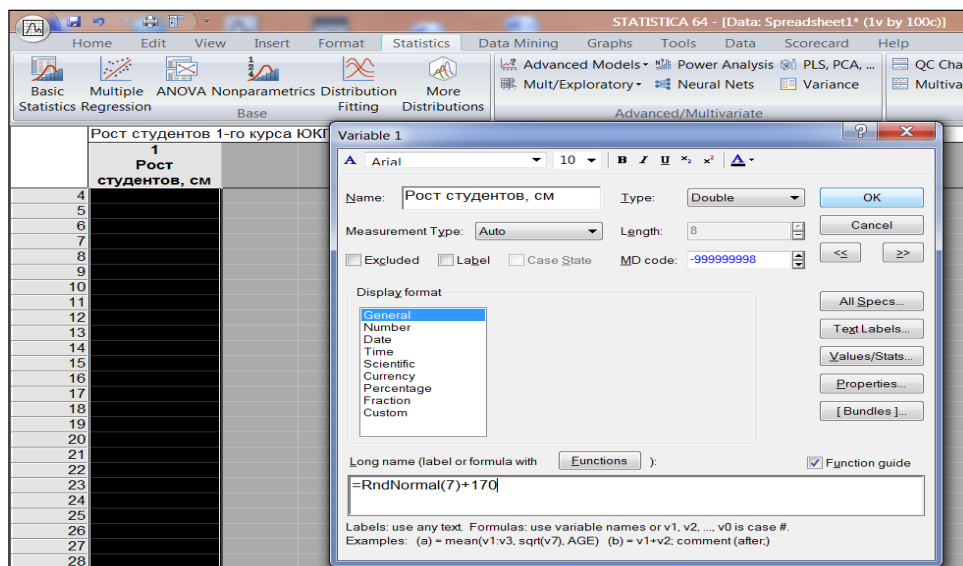 STATISTICA 64 - [Data: Spreadsheet1* (1v by 100c)]
Home Edit View Insert Format Statistics Data Mining Graphs Tools Data Scorecard Help
Basic Statistics
Multiple Regression
ANOVA
Nonparametrics
Distribution Fitting
More Distributions
Base
Advanced Models
Mult/Exploratory
Power Analysis
Neural Nets
PLS, PCA, ...
Variance
Advanced/Multivariate
QC Cha
Multiva
Рост студентов 1-го курса ЮКГ
1
Рост
студентов, см
4
5
6
7
8
9
10
11
12
13
14
15
16
17
18
19
20
21
22
23
24
25
26
27
28
Variable 1
A Arial 10 B I U x₂ x² A
Name: Рост студентов, см Type: Double OK
Measurement Type: Auto Length: 8 Cancel
Excluded Label Case State MD code: -999999998 << >>
Display format
General
Number
Date
Time
Scientific
Currency
Percentage
Fraction
Custom
All Specs...
Text Labels...
Values/Stats...
Properties...
[ Bundles ]...
Long name (label or formula with Functions ): Function guide
=RndNormal(7)+170
Labels: use any text. Formulas: use variable names or v1, v2, ..., v0 is case #.
Examples: (a) = mean(v1:v3, sqrt(v7), AGE) (b) = v1+v2; comment (after;)